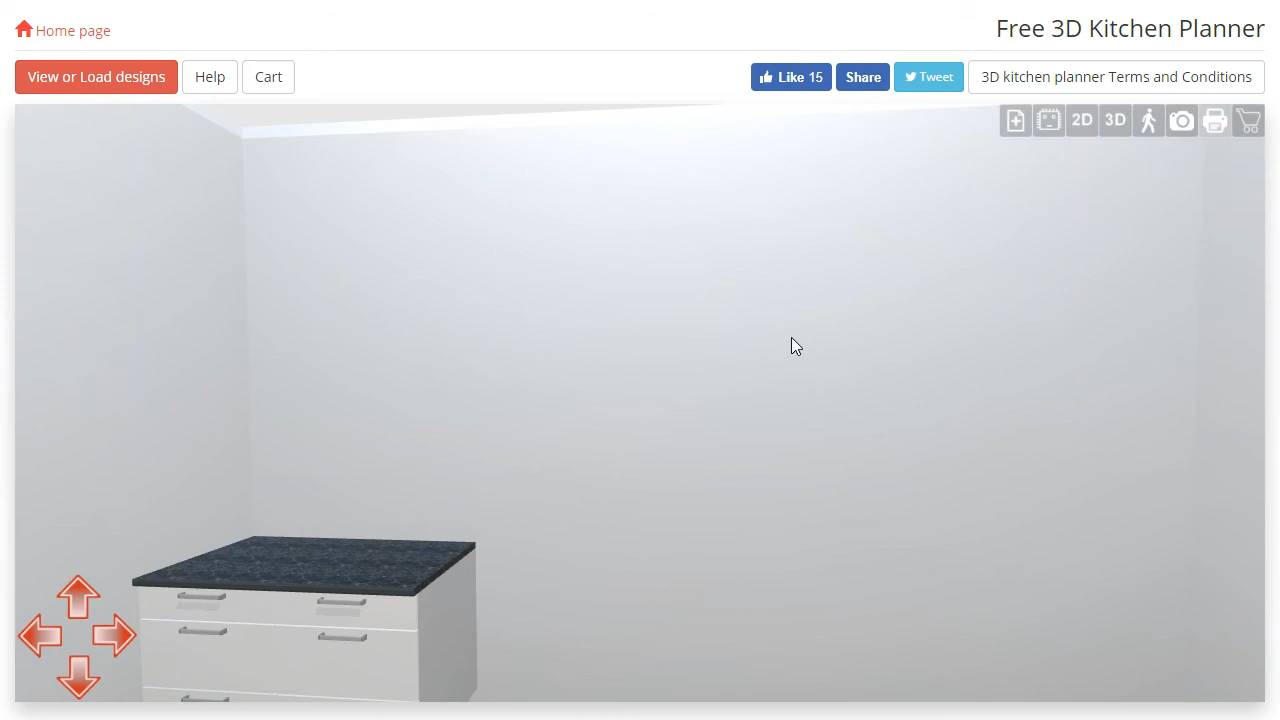 Home page
Free 3D Kitchen Planner
View or Load designs
Help
Cart
Like 15
Share
Tweet
3D kitchen planner Terms and Conditions
2D
3D